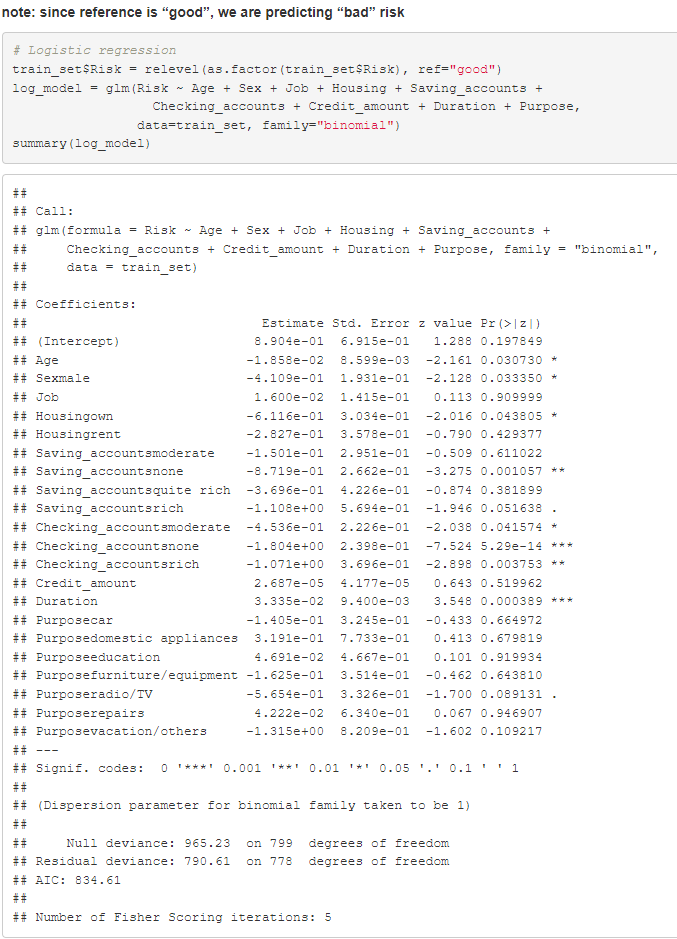 note: since reference is “good”, we are predicting “bad” risk
# Logistic regression
train_set$Risk = relevel(as.factor(train_set$Risk), ref="good")
log_model = glm(Risk ~ Age + Sex + Job + Housing + Saving_accounts +
                  Checking_accounts + Credit_amount + Duration + Purpose,
                data=train_set, family="binomial")
summary(log_model)
##
## Call:
## glm(formula = Risk ~ Age + Sex + Job + Housing + Saving_accounts +
##     Checking_accounts + Credit_amount + Duration + Purpose, family = "binomial",
##     data = train_set)
##
## Coefficients:
##                              Estimate Std. Error z value Pr(>|z|)
## (Intercept)                 8.904e-01  6.915e-01   1.288 0.197849
## Age                        -1.858e-02  8.599e-03  -2.161 0.030730 *
## Sexmale                    -4.109e-01  1.931e-01  -2.128 0.033350 *
## Job                         1.600e-02  1.415e-01   0.113 0.909999
## Housingown                 -6.116e-01  3.034e-01  -2.016 0.043805 *
## Housingrent                -2.827e-01  3.578e-01  -0.790 0.429377
## Saving_accountsmoderate    -1.501e-01  2.951e-01  -0.509 0.611022
## Saving_accountsnone        -8.719e-01  2.662e-01  -3.275 0.001057 **
## Saving_accountsquite rich  -3.696e-01  4.226e-01  -0.874 0.381899
## Saving_accountsrich        -1.108e+00  5.694e-01  -1.946 0.051638 .
## Checking_accountsmoderate  -4.536e-01  2.226e-01  -2.038 0.041574 *
## Checking_accountsnone      -1.804e+00  2.398e-01  -7.524 5.29e-14 ***
## Checking_accountsrich      -1.071e+00  3.696e-01  -2.898 0.003753 **
## Credit_amount               2.687e-05  4.177e-05   0.643 0.519962
## Duration                    3.335e-02  9.400e-03   3.548 0.000389 ***
## Purposecar                 -1.405e-01  3.245e-01  -0.433 0.664972
## Purposedomestic appliances  3.191e-01  7.733e-01   0.413 0.679819
## Purposeeducation            4.691e-02  4.667e-01   0.101 0.919934
## Purposefurniture/equipment -1.625e-01  3.514e-01  -0.462 0.643810
## Purposeradio/TV            -5.654e-01  3.326e-01  -1.700 0.089131 .
## Purposerepairs              4.222e-02  6.340e-01   0.067 0.946907
## Purposevacation/others     -1.315e+00  8.209e-01  -1.602 0.109217
## ---
## Signif. codes:  0 '***' 0.001 '**' 0.01 '*' 0.05 '.' 0.1 ' ' 1
##
## (Dispersion parameter for binomial family taken to be 1)
##
##     Null deviance: 965.23  on 799  degrees of freedom
## Residual deviance: 790.61  on 778  degrees of freedom
## AIC: 834.61
##
## Number of Fisher Scoring iterations: 5